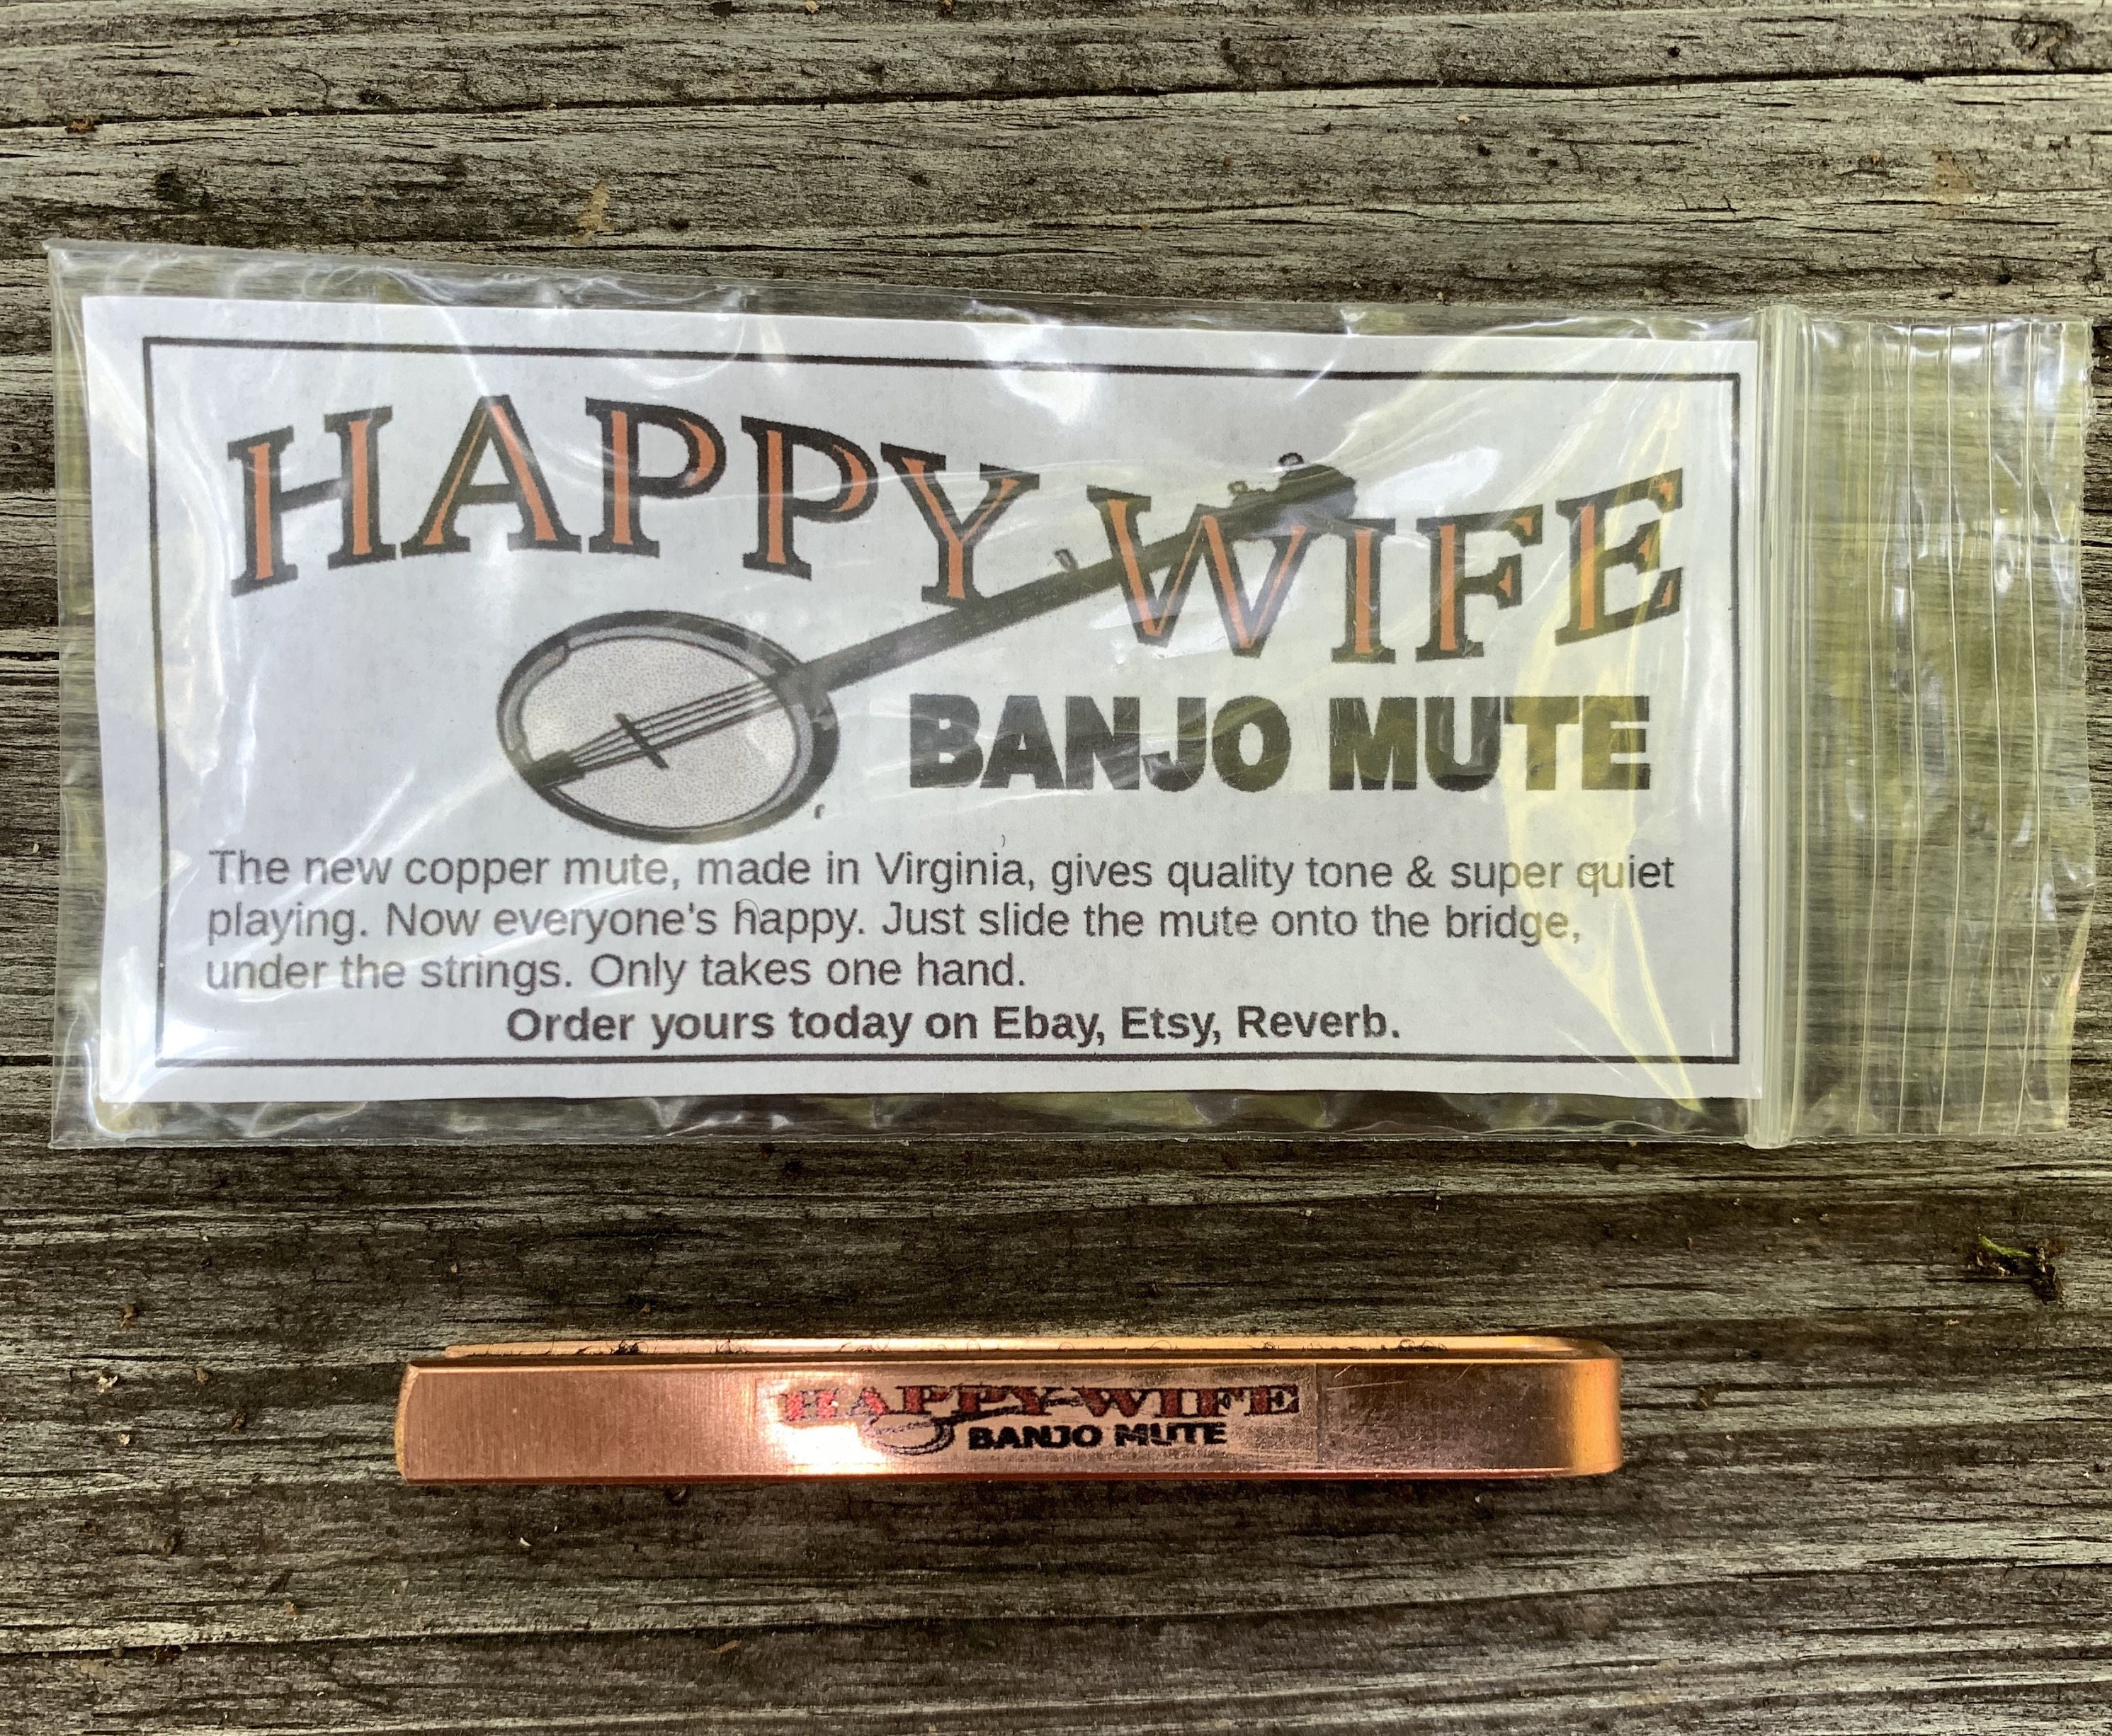 HAPPY WIFE
BANJO MUTE
The new copper mute, made in Virginia, gives quality tone & super quiet
playing. Now everyone's happy. Just slide the mute onto the bridge,
under the strings. Only takes one hand.
Order yours today on Ebay, Etsy, Reverb.
HAPPY WIFE
BANJO MUTE